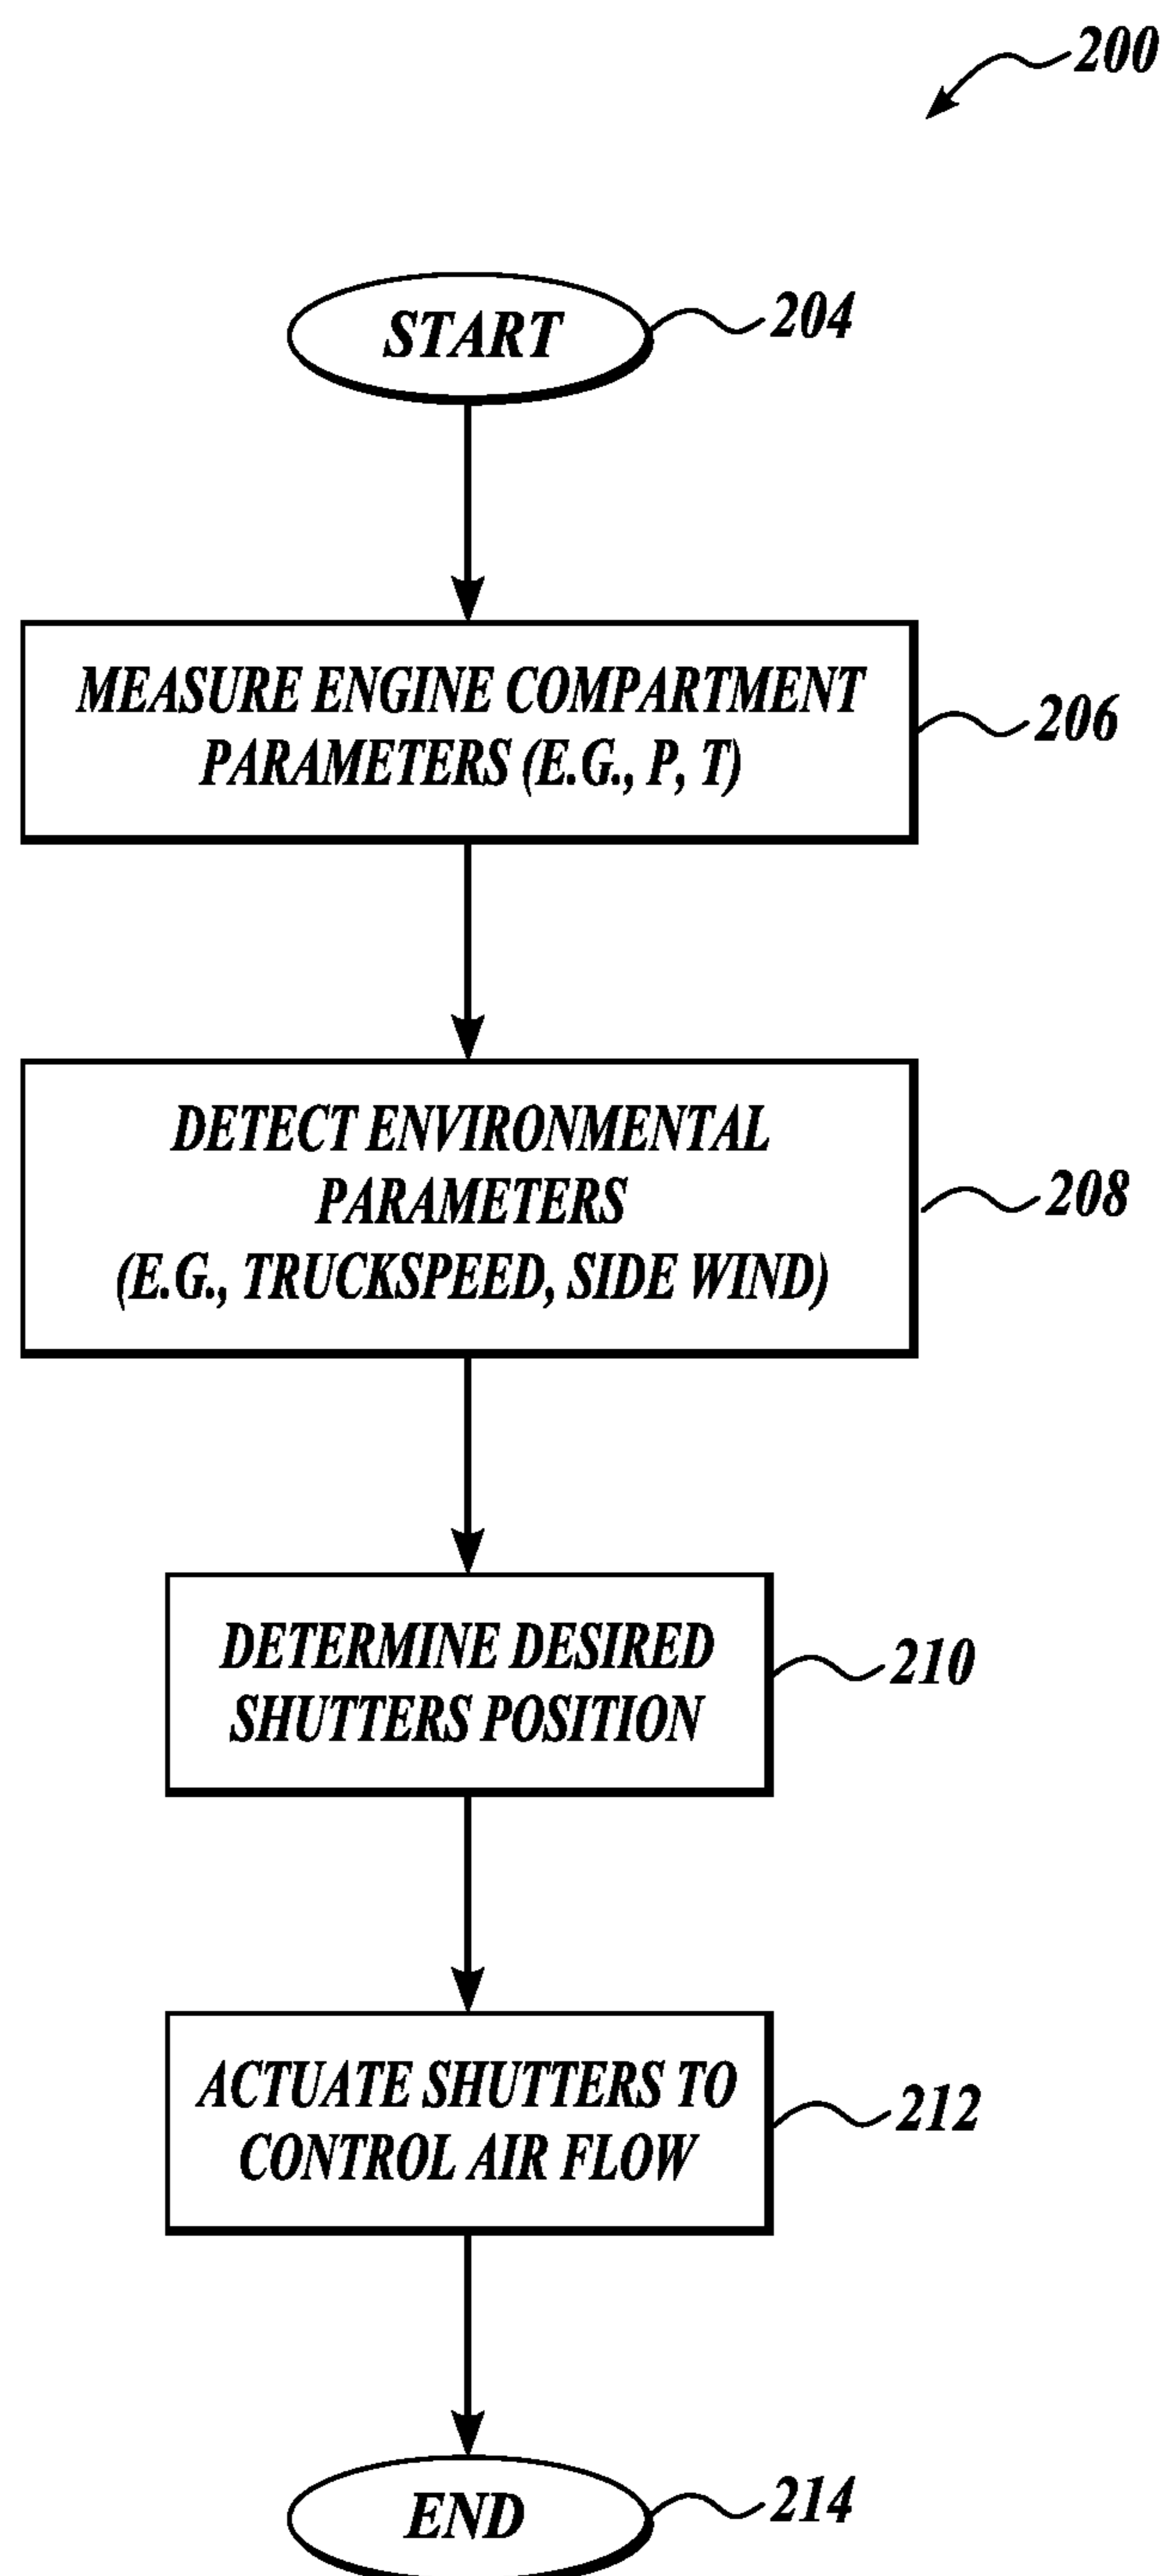 200
START
204
MEASURE ENGINE COMPARTMENT
PARAMETERS (E.G., P, T)
206
DETECT ENVIRONMENTAL
PARAMETERS
(E.G., TRUCKSPEED, SIDE WIND)
208
DETERMINE DESIRED
SHUTTERS POSITION
210
ACTUATE SHUTTERS TO
CONTROL AIR FLOW
212
END
214